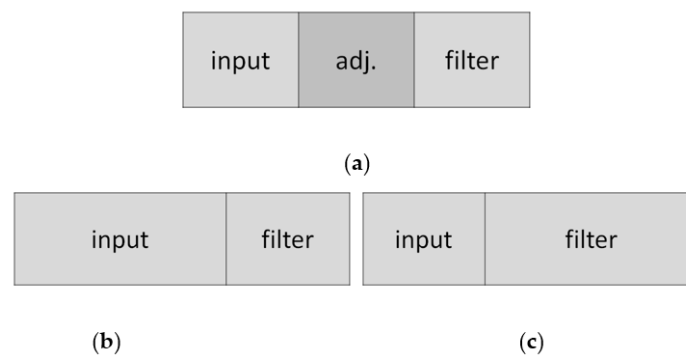 input adj. filter
(a)
input filter input filter
(b) (c)